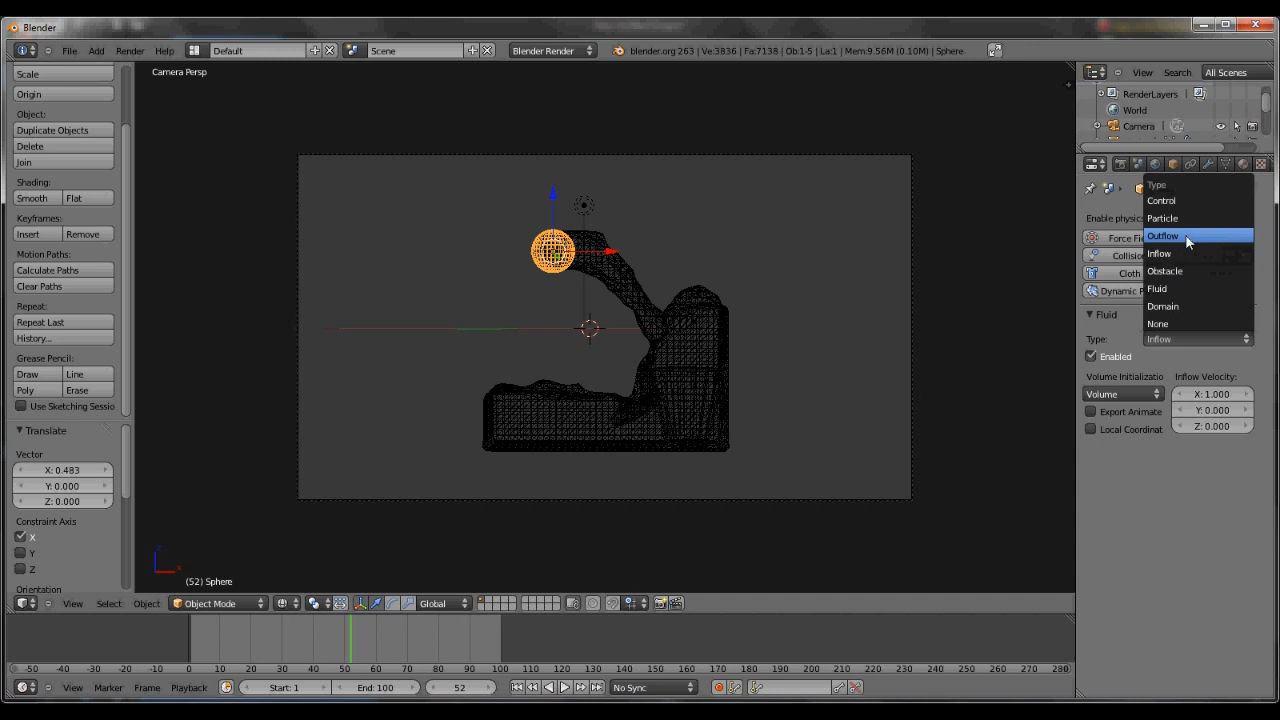 Blender
File Add Render Help Default Scene Blender Render blender.org 263 | Ve:3836 | Fa:7138 | Ob:1-5 | La:1 | Mem:9.56M (0.10M) | Sphere
Scale
Origin
Object:
Duplicate Objects
Delete
Join
Shading:
Smooth Flat
Keyframes:
Insert Remove
Motion Paths:
Calculate Paths
Clear Paths
Repeat:
Repeat Last
History...
Grease Pencil:
Draw Line
Poly Erase
Use Sketching Sessio
Translate
Vector
X: 0.483
Y: 0.000
Z: 0.000
Constraint Axis
X
Y
Z
Orientation
Camera Persp
(52) Sphere
View Search All Scenes
RenderLayers |
World
Camera |
Type
Control
Particle
Outflow
Inflow
Obstacle
Fluid
Domain
None
Enable physic
Force Fie
Collision
Cloth
Dynamic P
Fluid
Type: Inflow
Enabled
Volume Initializatio Inflow Velocity:
Volume X: 1.000
Export Animate Y: 0.000
Local Coordinat Z: 0.000
View Select Object Object Mode Global
-50 -40 -30 -20 -10 0 10 20 30 40 50 60 70 80 90 100 110 120 130 140 150 160 170 180 190 200 210 220 230 240 250 260 270 280
View Marker Frame Playback Start: 1 End: 100 52 No Sync